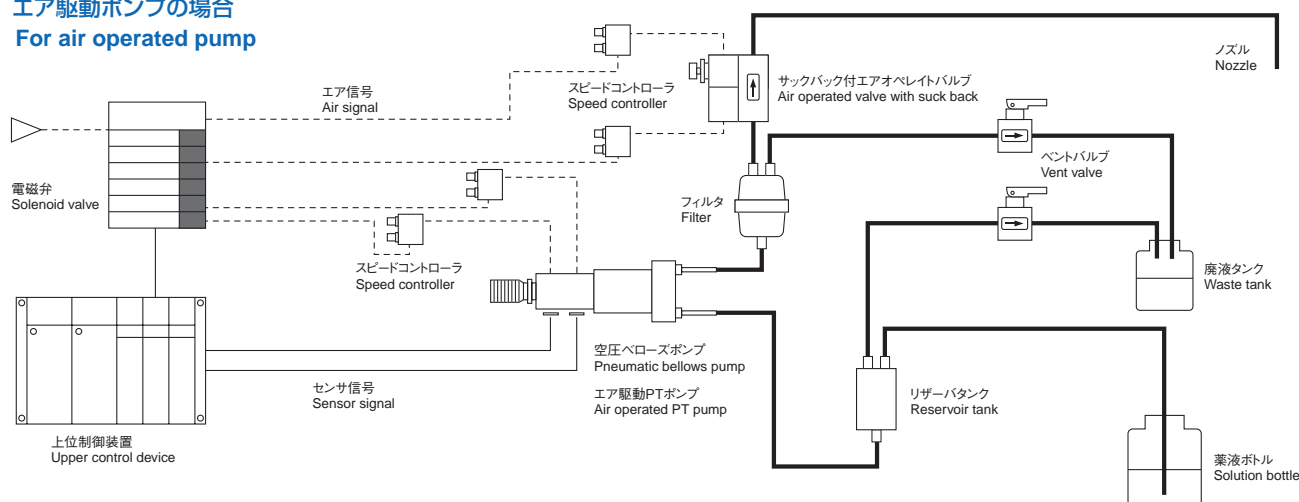 エア駆動ポンプの場合
For air operated pump
ノズル
Nozzle
エア信号
Air signal
スピードコントローラ
Speed controller
サックバック付エアオペレイトバルブ
Air operated valve with suck back
ベントバルブ
Vent valve
電磁弁
Solenoid valve
フィルタ
Filter
スピードコントローラ
Speed controller
廃液タンク
Waste tank
空圧ベローズポンプ
Pneumatic bellows pump
エア駆動PTポンプ
Air operated PT pump
センサ信号
Sensor signal
リザーバタンク
Reservoir tank
上位制御装置
Upper control device
薬液ボトル
Solution bottle